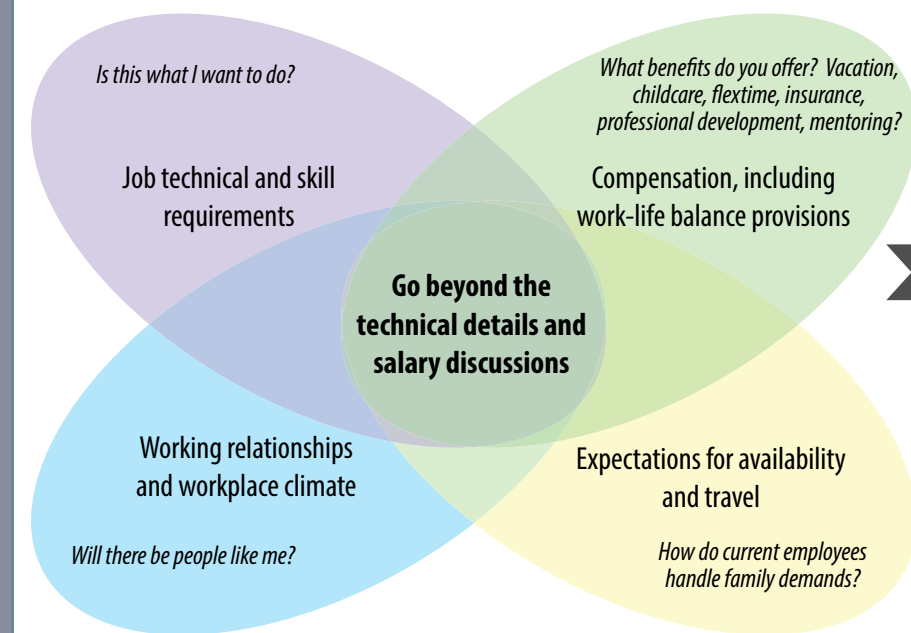 Is this what I want to do?
What benefits do you offer? Vacation,
childcare, flextime, insurance,
professional development, mentoring?
Job technical and skill
requirements
Compensation, including
work-life balance provisions
Go beyond the
technical details and
salary discussions
Working relationships
and workplace climate
Expectations for availability
and travel
Will there be people like me?
How do current employees
handle family demands?